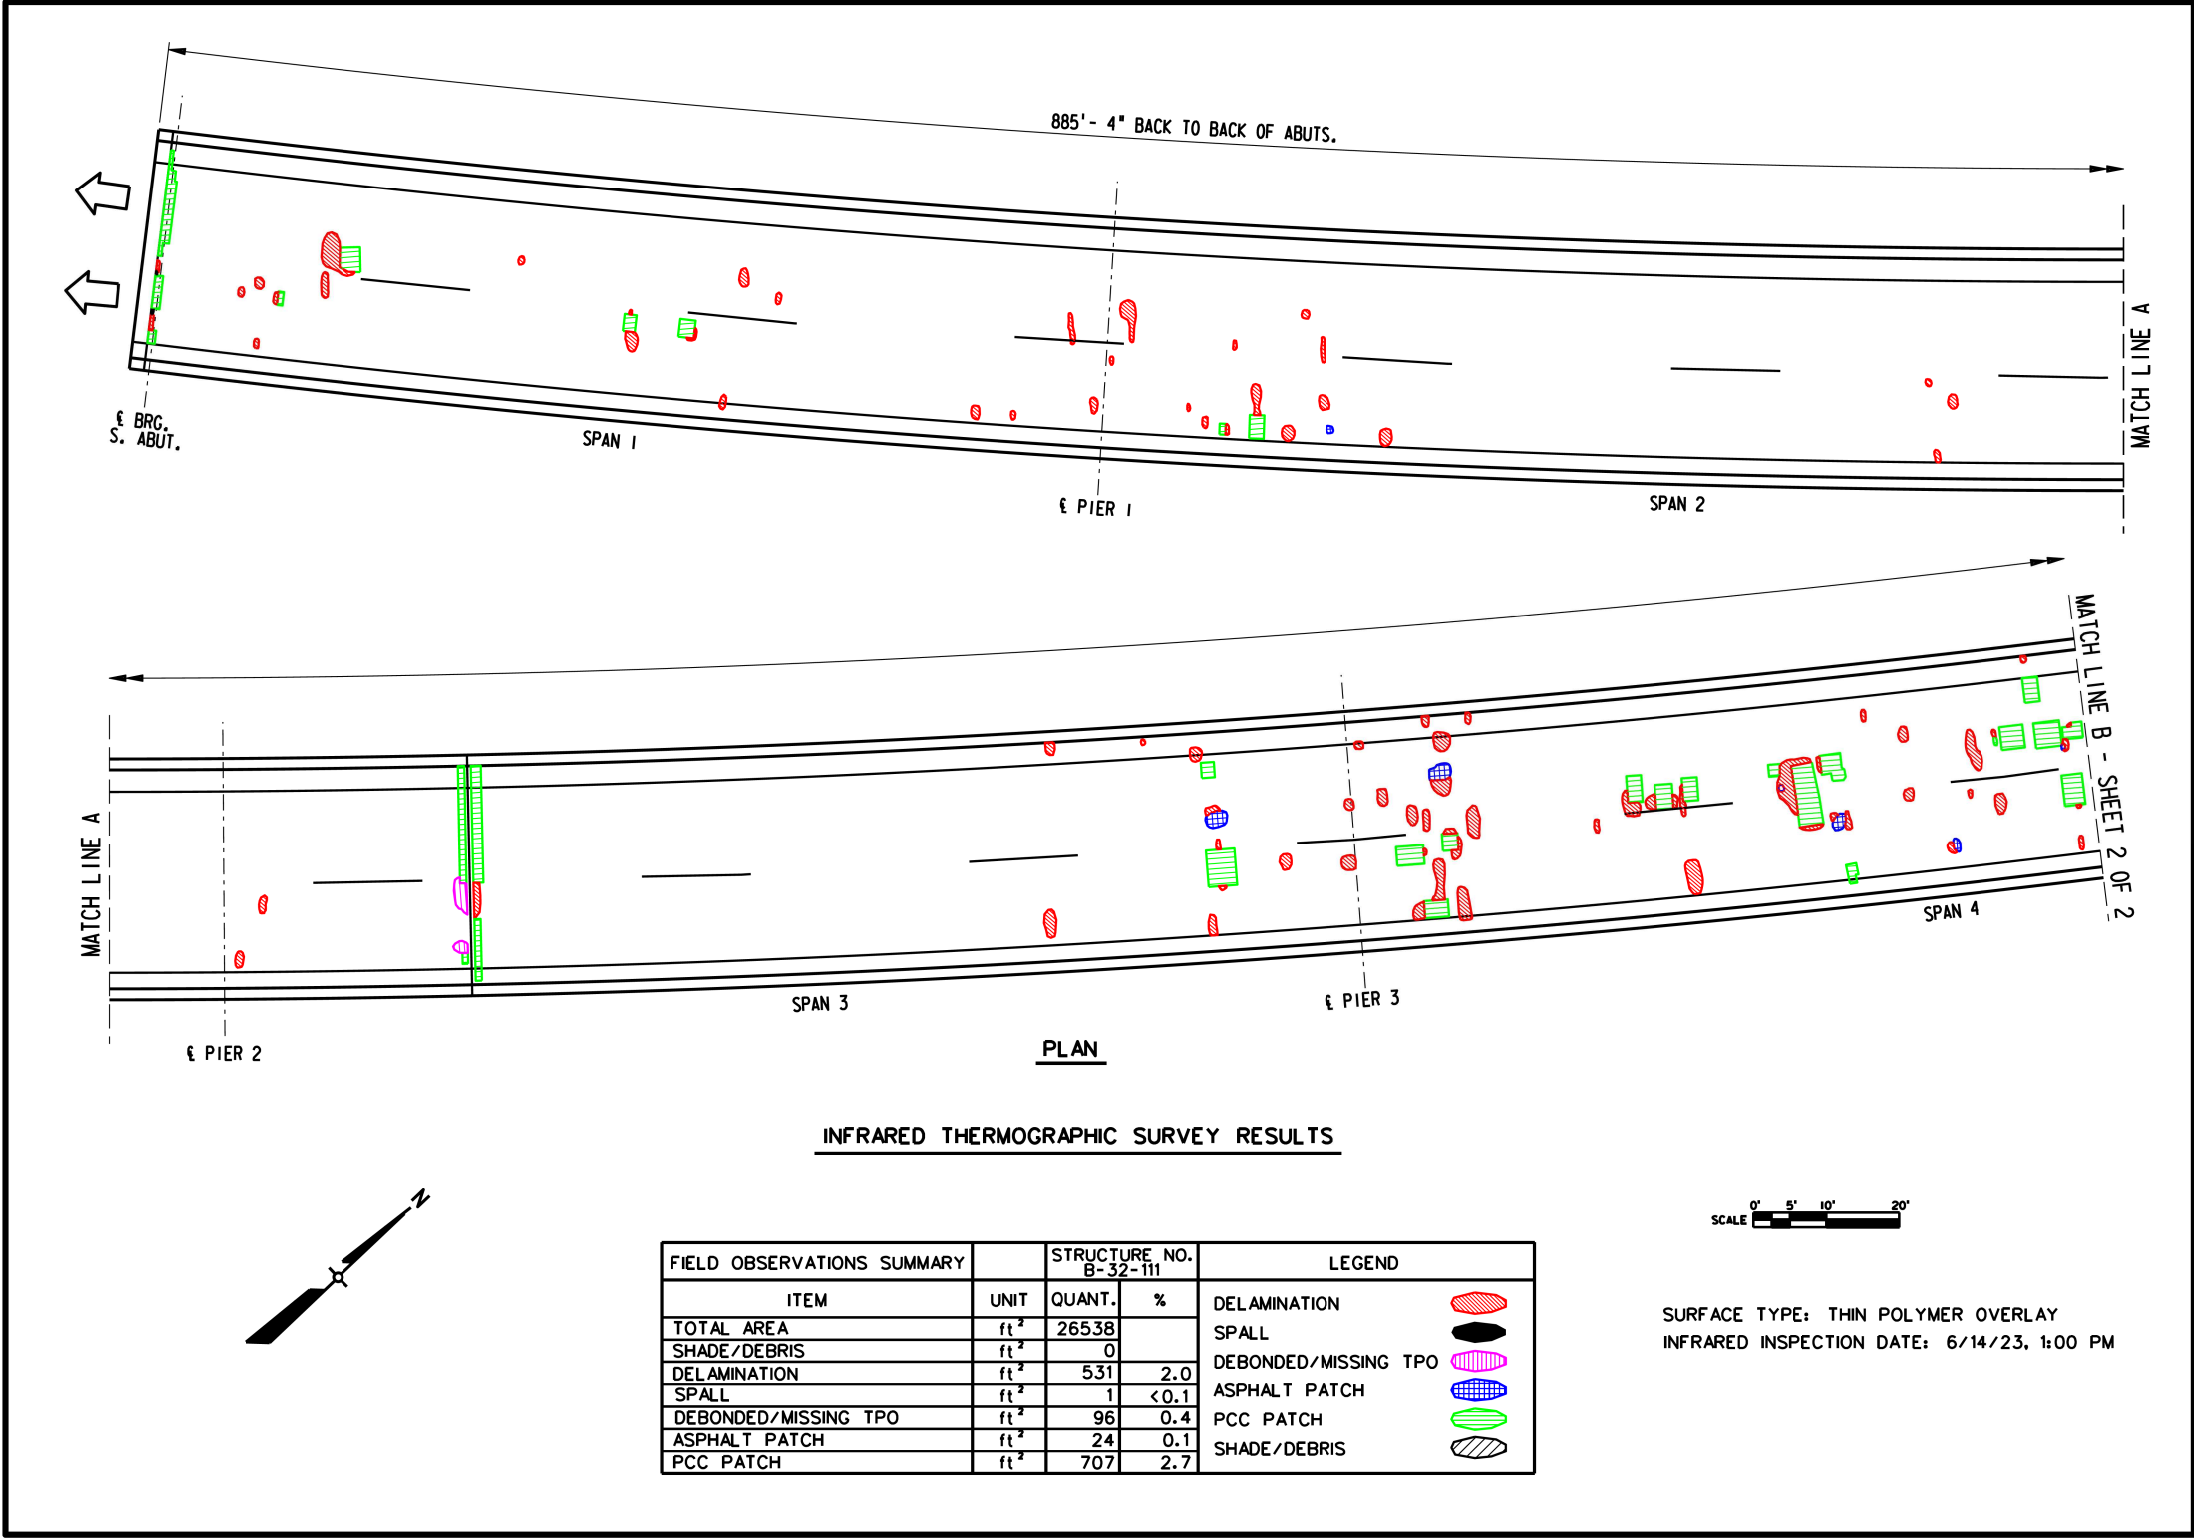 885'- 4" BACK TO BACK OF ABUTS.
℄ BRG.
S. ABUT.
SPAN 1
℄ PIER 1
SPAN 2
MATCH LINE A
MATCH LINE A
℄ PIER 2
SPAN 3
℄ PIER 3
SPAN 4
MATCH LINE B - SHEET 2 OF 2
PLAN
INFRARED THERMOGRAPHIC SURVEY RESULTS
N
SCALE 0' 5' 10' 20'
FIELD OBSERVATIONS SUMMARY STRUCTURE NO. B-32-111 LEGEND
ITEM UNIT QUANT. %
TOTAL AREA ft² 26538
SHADE/DEBRIS ft² 0
DELAMINATION ft² 531 2.0
SPALL ft² 1 <0.1
DEBONDED/MISSING TPO ft² 96 0.4
ASPHALT PATCH ft² 24 0.1
PCC PATCH ft² 707 2.7
DELAMINATION
SPALL
DEBONDED/MISSING TPO
ASPHALT PATCH
PCC PATCH
SHADE/DEBRIS
SURFACE TYPE: THIN POLYMER OVERLAY
INFRARED INSPECTION DATE: 6/14/23, 1:00 PM